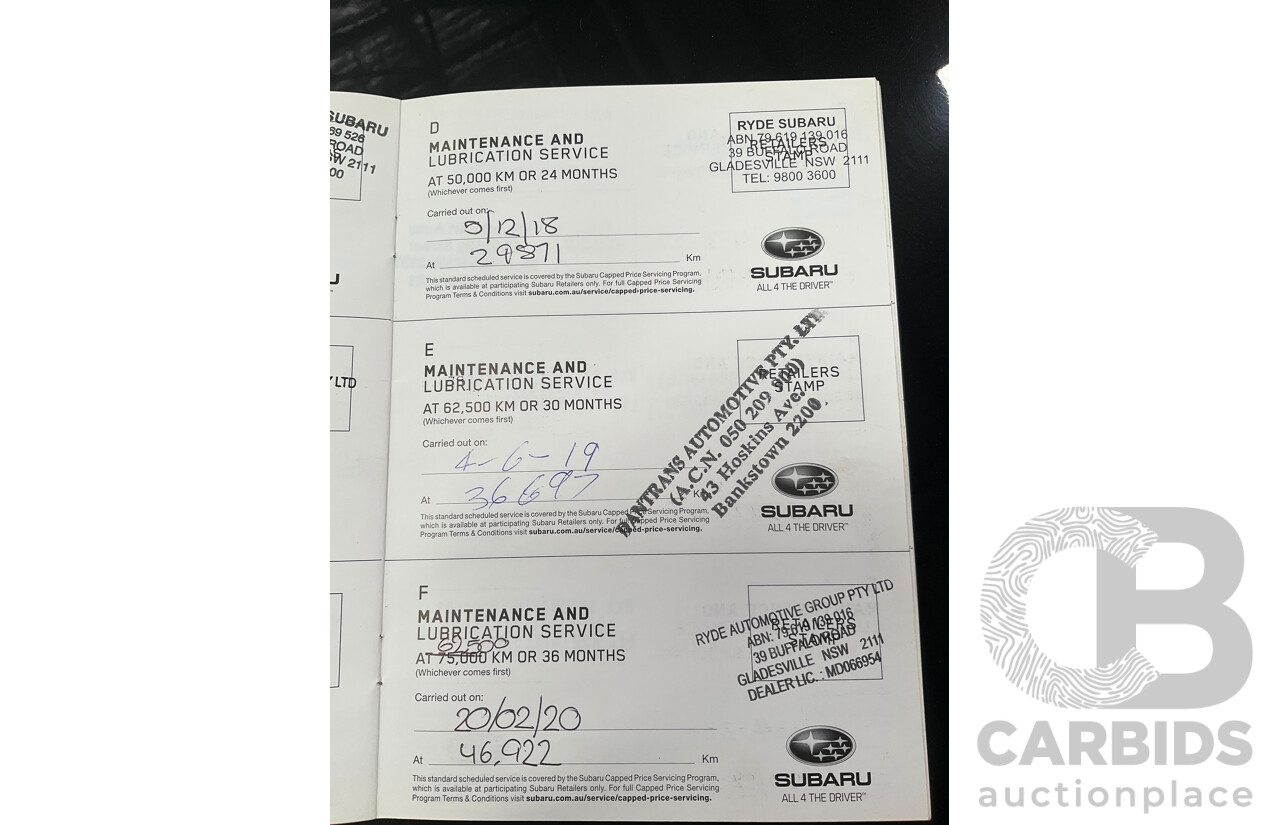 SUBARU
69 526
ROAD
SW 2111
00
D
MAINTENANCE AND
LUBRICATION SERVICE
AT 50,000 KM OR 24 MONTHS
(Whichever comes first)
Carried out on:
5/12/18
At 29871 Km
This standard scheduled service is covered by the Subaru Capped Price Servicing Program,
which is available at participating Subaru Retailers only. For full Capped Price Servicing
Program Terms & Conditions visit subaru.com.au/service/capped-price-servicing.
RYDE SUBARU
ABN 79 619 139 016
RETAILERS
39 BUFFALO ROAD
STAMP
GLADESVILLE NSW 2111
TEL: 9800 3600
SUBARU
ALL 4 THE DRIVER™
Y LTD
E
MAINTENANCE AND
LUBRICATION SERVICE
AT 62,500 KM OR 30 MONTHS
(Whichever comes first)
Carried out on:
4-6-19
At 36697 Km
This standard scheduled service is covered by the Subaru Capped Price Servicing Program,
which is available at participating Subaru Retailers only. For full Capped Price Servicing
Program Terms & Conditions visit subaru.com.au/service/capped-price-servicing.
RETAILERS
STAMP
BANTRANS AUTOMOTIVE PTY. LTD
(A.C.N. 050 209 000)
43 Hoskins Ave.
Bankstown 2200
SUBARU
ALL 4 THE DRIVER™
F
MAINTENANCE AND
LUBRICATION SERVICE
62500
AT 75,000 KM OR 36 MONTHS
(Whichever comes first)
Carried out on:
20/02/20
At 46,922 Km
This standard scheduled service is covered by the Subaru Capped Price Servicing Program,
which is available at participating Subaru Retailers only. For full Capped Price Servicing
Program Terms & Conditions visit subaru.com.au/service/capped-price-servicing.
RYDE AUTOMOTIVE GROUP PTY LTD
ABN: 79 619 139 016
RETAILERS
STAMP
39 BUFFALO ROAD
GLADESVILLE NSW 2111
DEALER LIC. : MD066954
SUBARU
ALL 4 THE DRIVER™
CB
CARBIDS
auctionplace